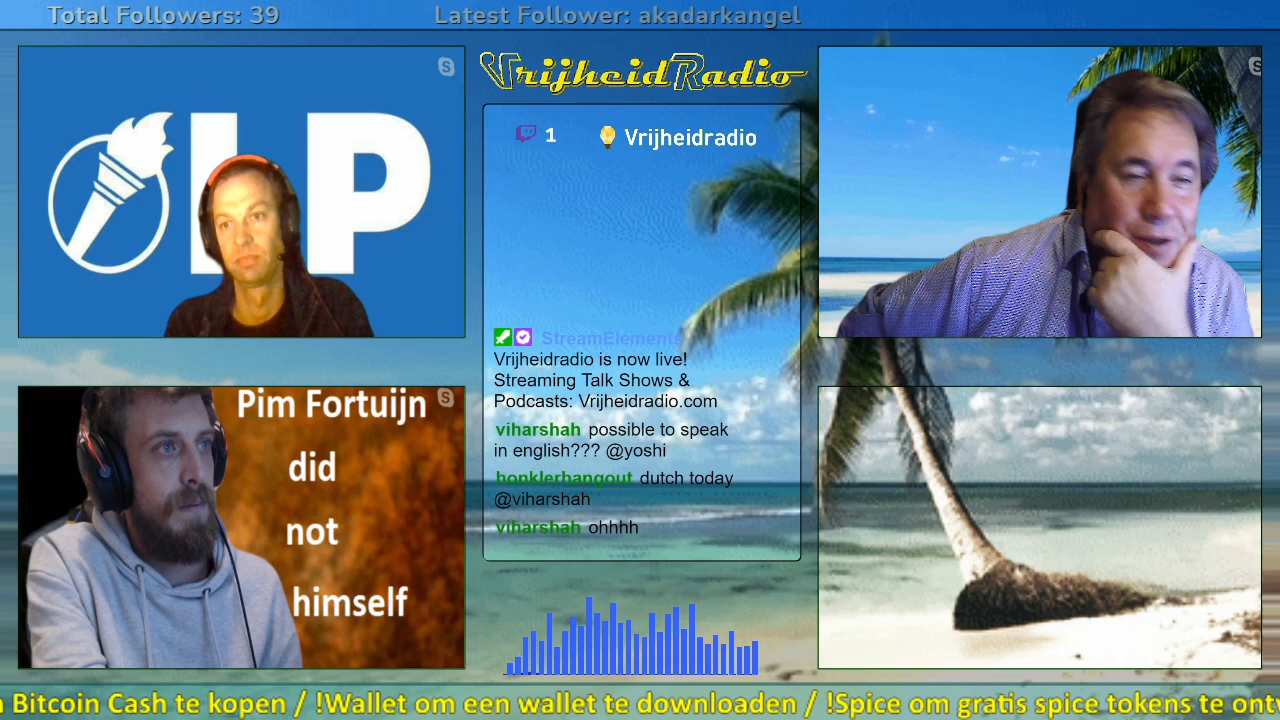 Total Followers: 39
Latest Follower: akadarkangel
VrijheidRadio
LP
1
Vrijheidradio
StreamElements
Vrijheidradio is now live!
Streaming Talk Shows &
Podcasts: Vrijheidradio.com
viharshah possible to speak
in english??? @yoshi
honklerhangout dutch today
@viharshah
viharshah ohhhh
Pim Fortuijn
did
not
himself
Bitcoin Cash te kopen / !Wallet om een wallet te downloaden / !Spice om gratis spice tokens te